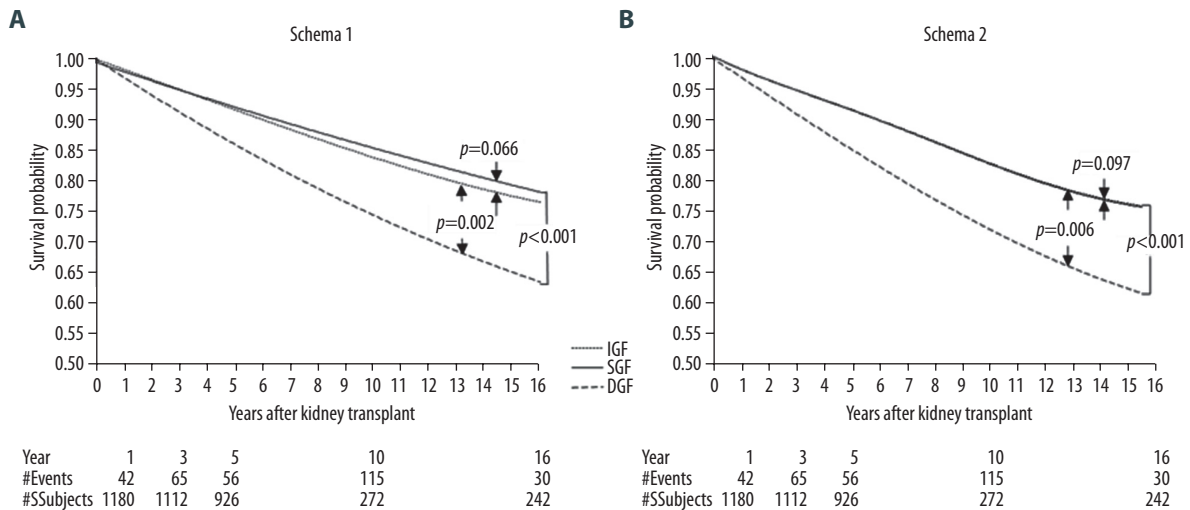 A
Schema 1
Survival probability
1.00
0.95
0.90
0.85
0.80
0.75
0.70
0.65
0.60
0.55
0.50
p=0.066
p=0.002
p<0.001
0 1 2 3 4 5 6 7 8 9 10 11 12 13 14 15 16
Years after kidney transplant
IGF
SGF
DGF
Year 1 3 5 10 16
#Events 42 65 56 115 30
#SSubjects 1180 1112 926 272 242
B
Schema 2
Survival probability
1.00
0.95
0.90
0.85
0.80
0.75
0.70
0.65
0.60
0.55
0.50
p=0.097
p=0.006
p<0.001
0 1 2 3 4 5 6 7 8 9 10 11 12 13 14 15 16
Years after kidney transplant
Year 1 3 5 10 16
#Events 42 65 56 115 30
#SSubjects 1180 1112 926 272 242